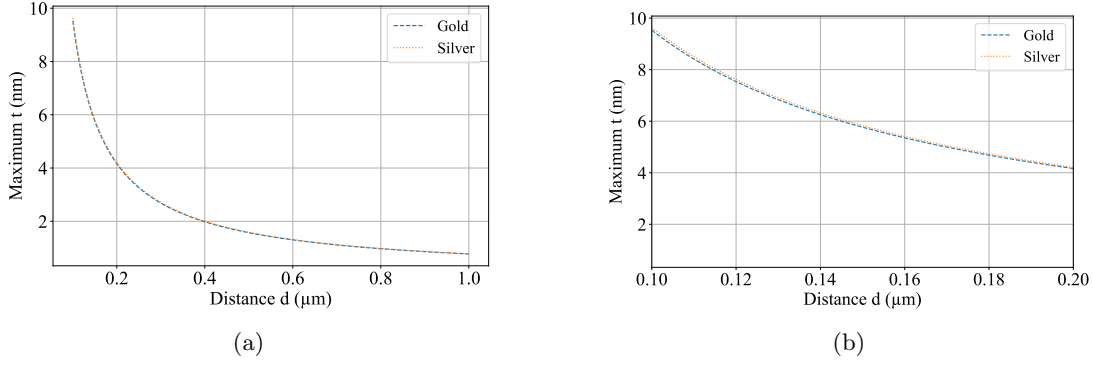 10
8
6
4
2
Maximum t (nm)
Gold
Silver
0.2 0.4 0.6 0.8 1.0
Distance d (μm)
(a)
10
8
6
4
2
Maximum t (nm)
Gold
Silver
0.10 0.12 0.14 0.16 0.18 0.20
Distance d (μm)
(b)